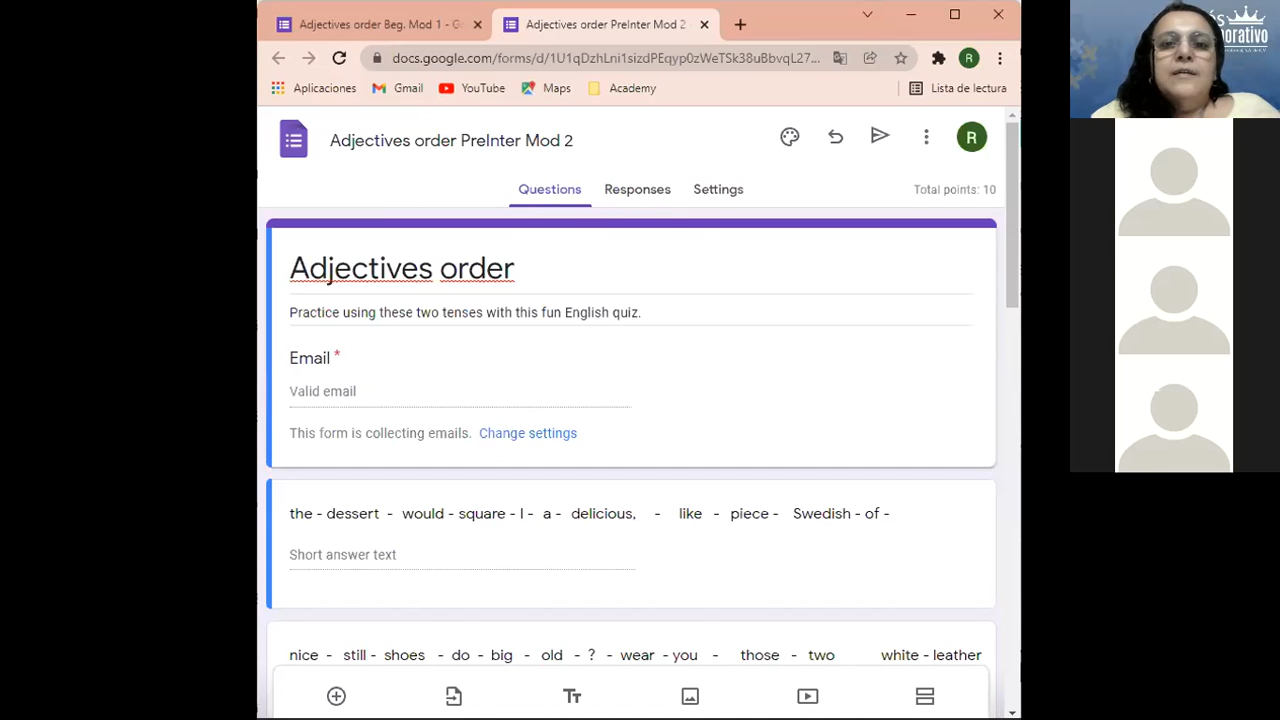 Adjectives order Beg. Mod 1 - G
Adjectives order PreInter Mod 2
docs.google.com/forms/d/1U1qDzhLni1sizdPEqyp0zWeTSk38uBbvqL27...
R
Aplicaciones
Gmail
YouTube
Maps
Academy
Lista de lectura
Adjectives order PreInter Mod 2
R
Questions
Responses
Settings
Total points: 10
Adjectives order
Practice using these two tenses with this fun English quiz.
Email *
Valid email
This form is collecting emails. Change settings
the - dessert - would - square - I - a - delicious, - like - piece - Swedish - of -
Short answer text
nice - still - shoes - do - big - old - ? - wear - you - those - two white - leather
Tt